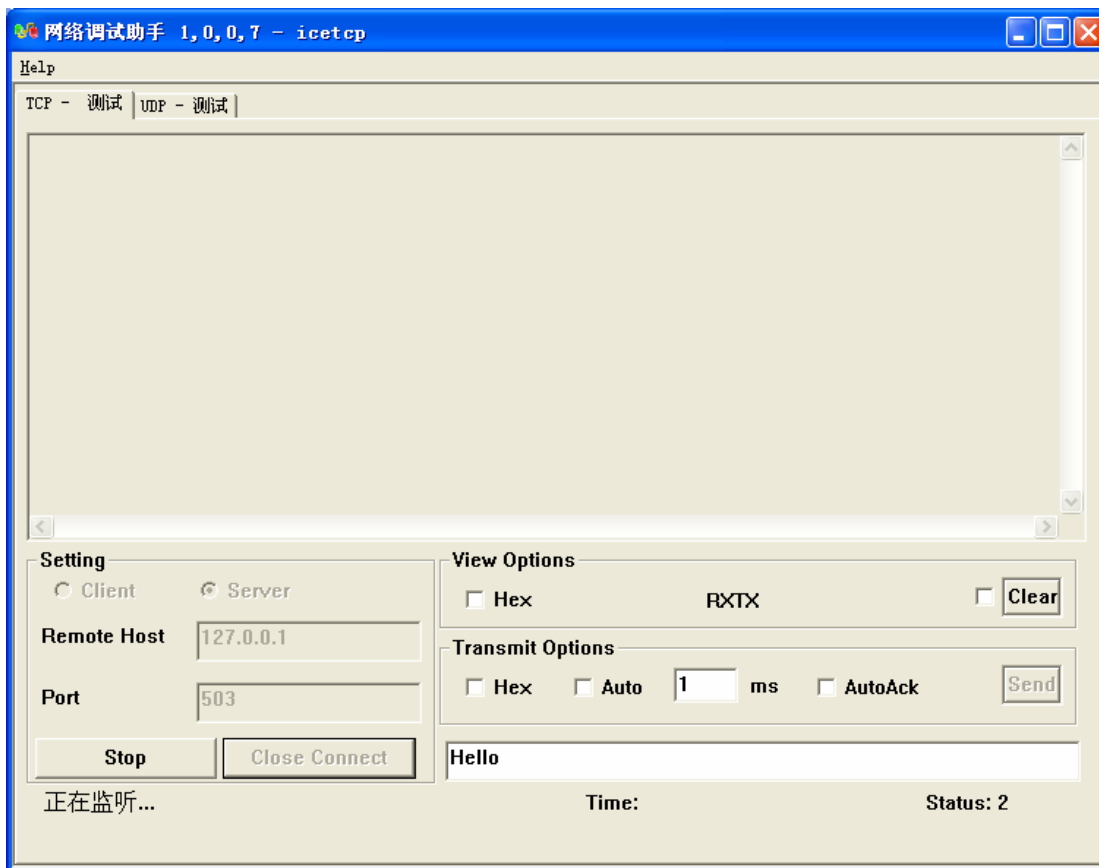 网络调试助手 1,0,0,7 - icetcp
Help
TCP - 测试 UDP - 测试
Setting
Client Server
Remote Host 127.0.0.1
Port 503
Stop Close Connect
View Options
Hex RXTX Clear
Transmit Options
Hex Auto 1 ms AutoAck Send
Hello
正在监听... Time: Status: 2